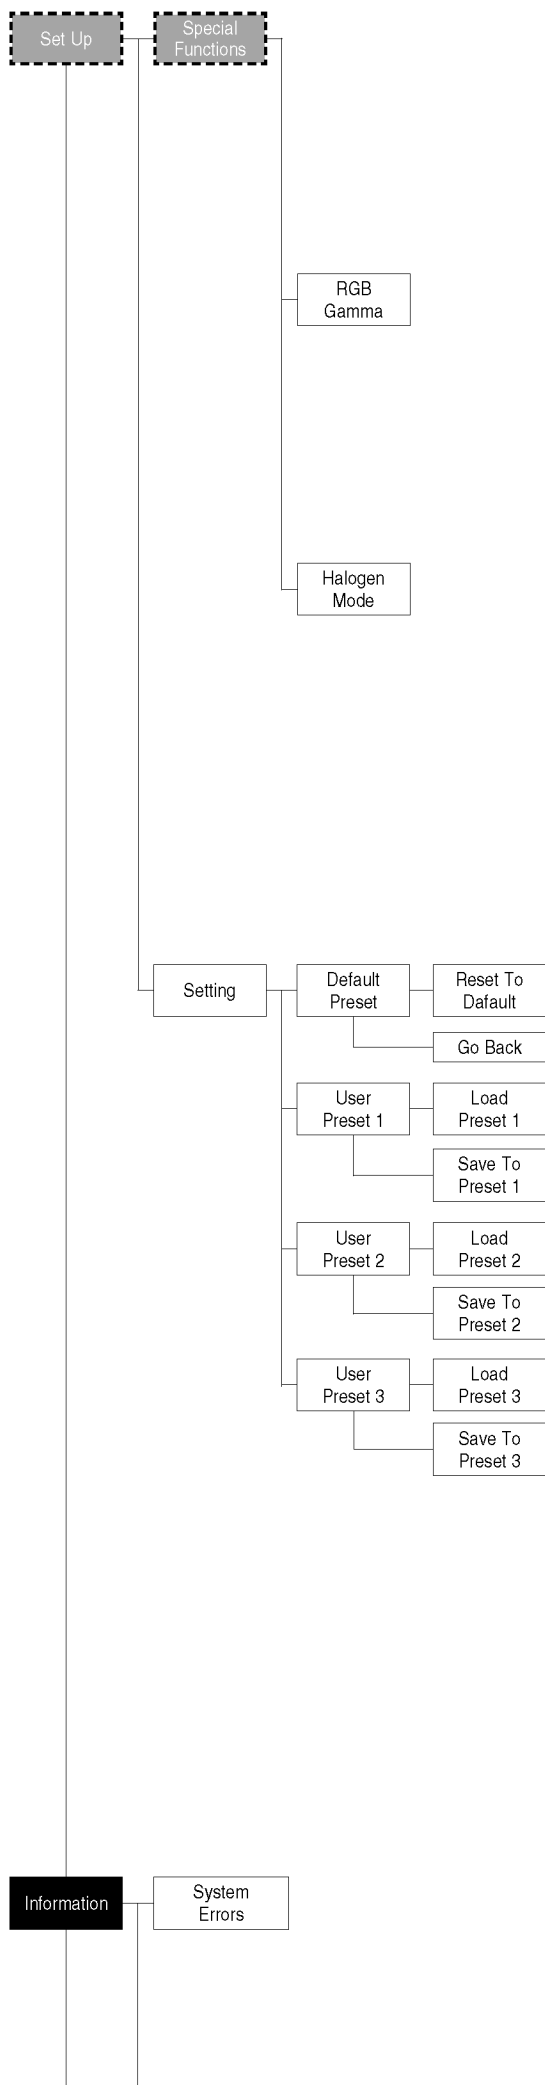 Set Up
Special
Functions
RGB
Gamma
Halogen
Mode
Setting
Default
Preset
Reset To
Dafault
Go Back
User
Preset 1
Load
Preset 1
Save To
Preset 1
User
Preset 2
Load
Preset 2
Save To
Preset 2
User
Preset 3
Load
Preset 3
Save To
Preset 3
Information
System
Errors